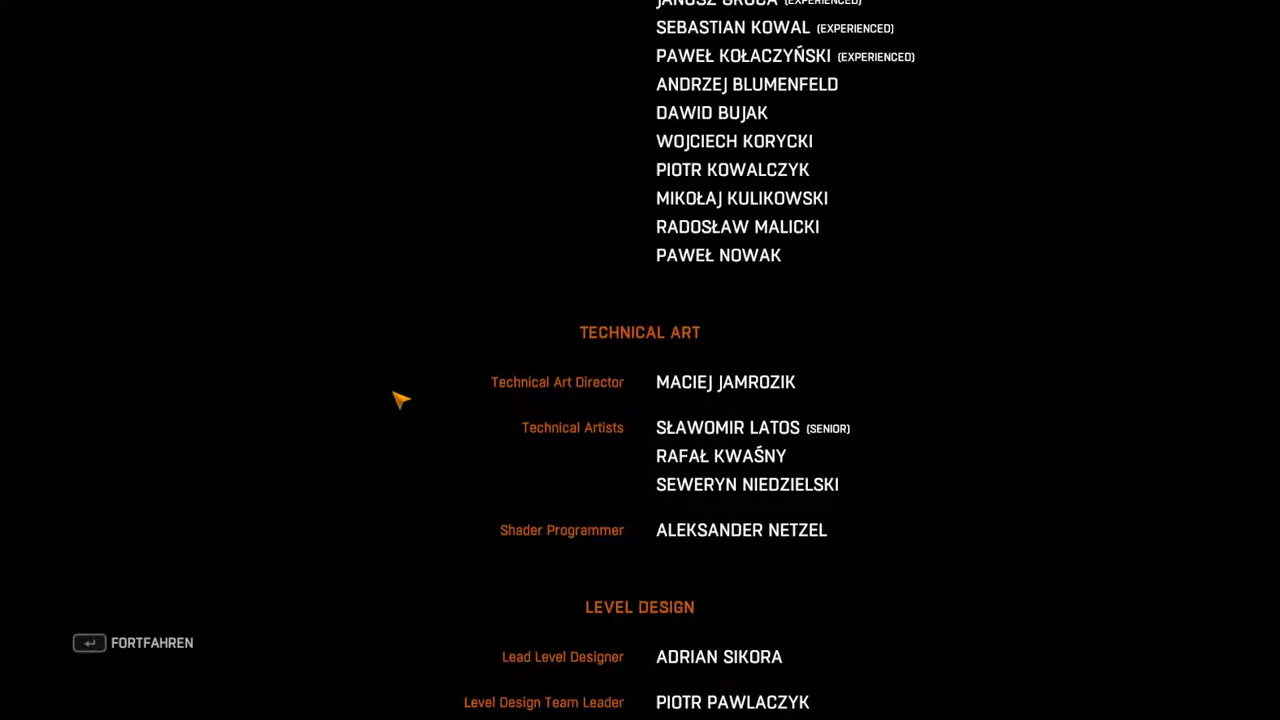 (EXPERIENCED)
SEBASTIAN KOWAL (EXPERIENCED)
PAWEŁ KOŁACZYŃSKI (EXPERIENCED)
ANDRZEJ BLUMENFELD
DAWID BUJAK
WOJCIECH KORYCKI
PIOTR KOWALCZYK
MIKOŁAJ KULIKOWSKI
RADOSŁAW MALICKI
PAWEŁ NOWAK
TECHNICAL ART
Technical Art Director MACIEJ JAMROZIK
Technical Artists SŁAWOMIR LATOS (SENIOR)
RAFAŁ KWAŚNY
SEWERYN NIEDZIELSKI
Shader Programmer ALEKSANDER NETZEL
LEVEL DESIGN
FORTFAHREN
Lead Level Designer ADRIAN SIKORA
Level Design Team Leader PIOTR PAWLACZYK